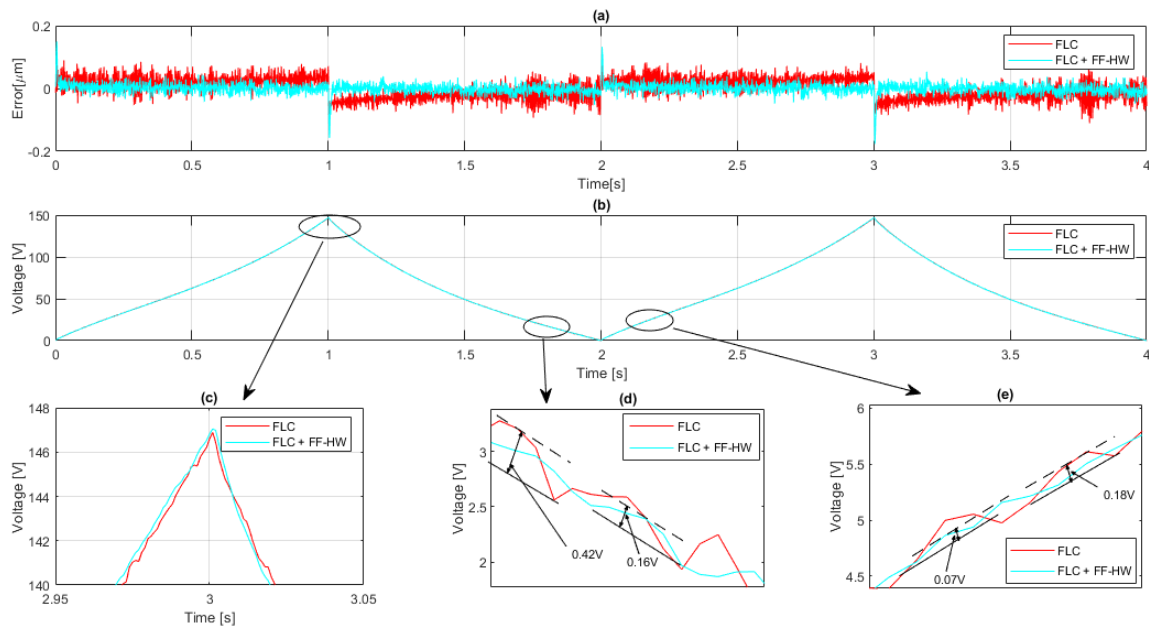 (a)
Error[μm]
0.2
0
-0.2
FLC
FLC + FF-HW
0 0.5 1 1.5 2 2.5 3 3.5 4
Time[s]
(b)
Voltage [V]
150
100
50
0
FLC
FLC + FF-HW
0 0.5 1 1.5 2 2.5 3 3.5 4
Time [s]
(c)
Voltage [V]
148
146
144
142
140
FLC
FLC + FF-HW
2.95 3 3.05
Time [s]
(d)
Voltage [V]
3
2.5
2
FLC
FLC + FF-HW
0.42V
0.16V
(e)
Voltage [V]
6
5.5
5
4.5
0.18V
0.07V
FLC
FLC + FF-HW